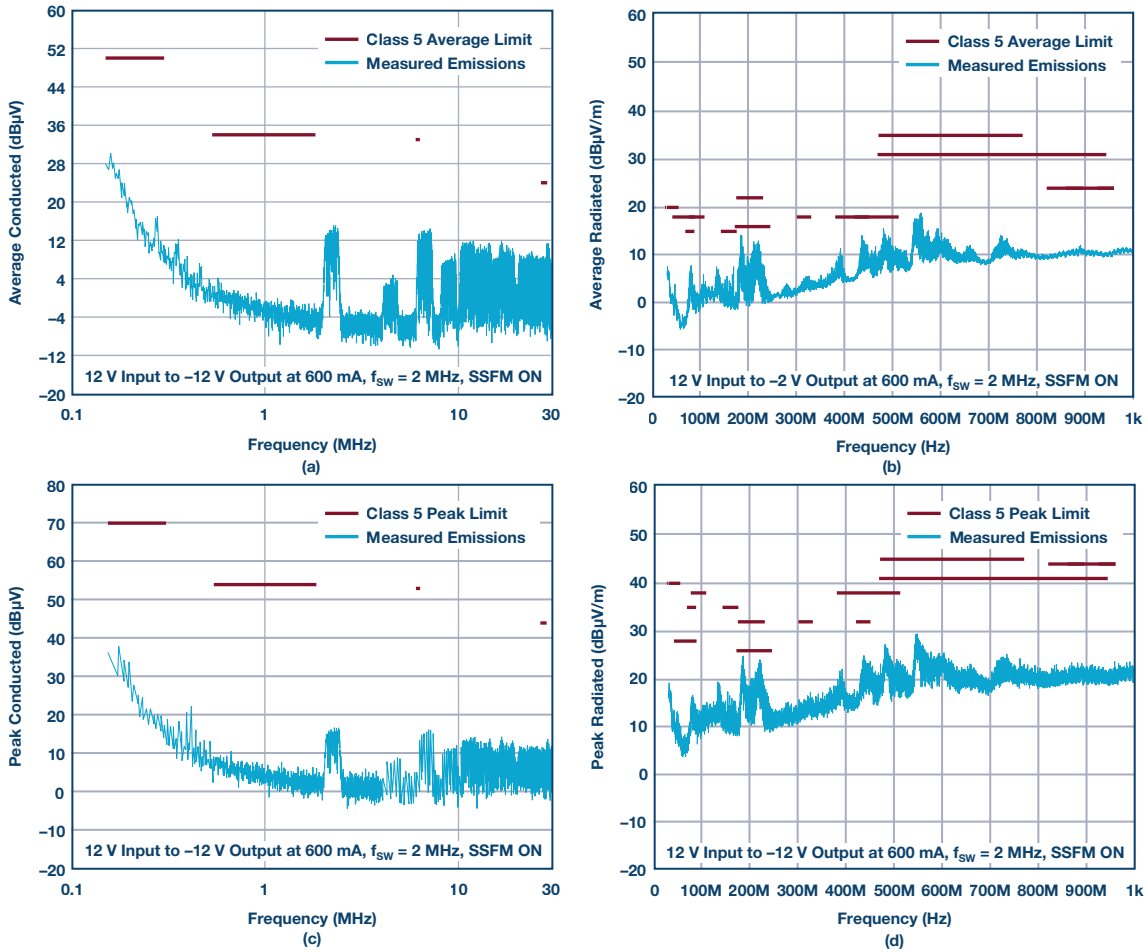 60
52
44
36
28
20
12
4
−4
−12
−20
Average Conducted (dBµV)
Class 5 Average Limit
Measured Emissions
12 V Input to −12 V Output at 600 mA, fSW = 2 MHz, SSFM ON
0.1
1
10
30
Frequency (MHz)
(a)
60
50
40
30
20
10
0
−10
−20
Average Radiated (dBµV/m)
Class 5 Average Limit
Measured Emissions
12 V Input to −2 V Output at 600 mA, fSW = 2 MHz, SSFM ON
0
100M
200M
300M
400M
500M
600M
700M
900M
1k
Frequency (Hz)
(b)
80
70
60
50
40
30
20
10
0
−10
−20
Peak Conducted (dBµV)
Class 5 Peak Limit
Measured Emissions
12 V Input to −12 V Output at 600 mA, fSW = 2 MHz, SSFM ON
0.1
1
10
30
Frequency (MHz)
(c)
60
50
40
30
20
10
0
−10
−20
Peak Radiated (dBµV/m)
Class 5 Peak Limit
Measured Emissions
12 V Input to −12 V Output at 600 mA, fSW = 2 MHz, SSFM ON
0
100M
200M
300M
400M
500M
600M
700M
900M
1k
Frequency (Hz)
(d)